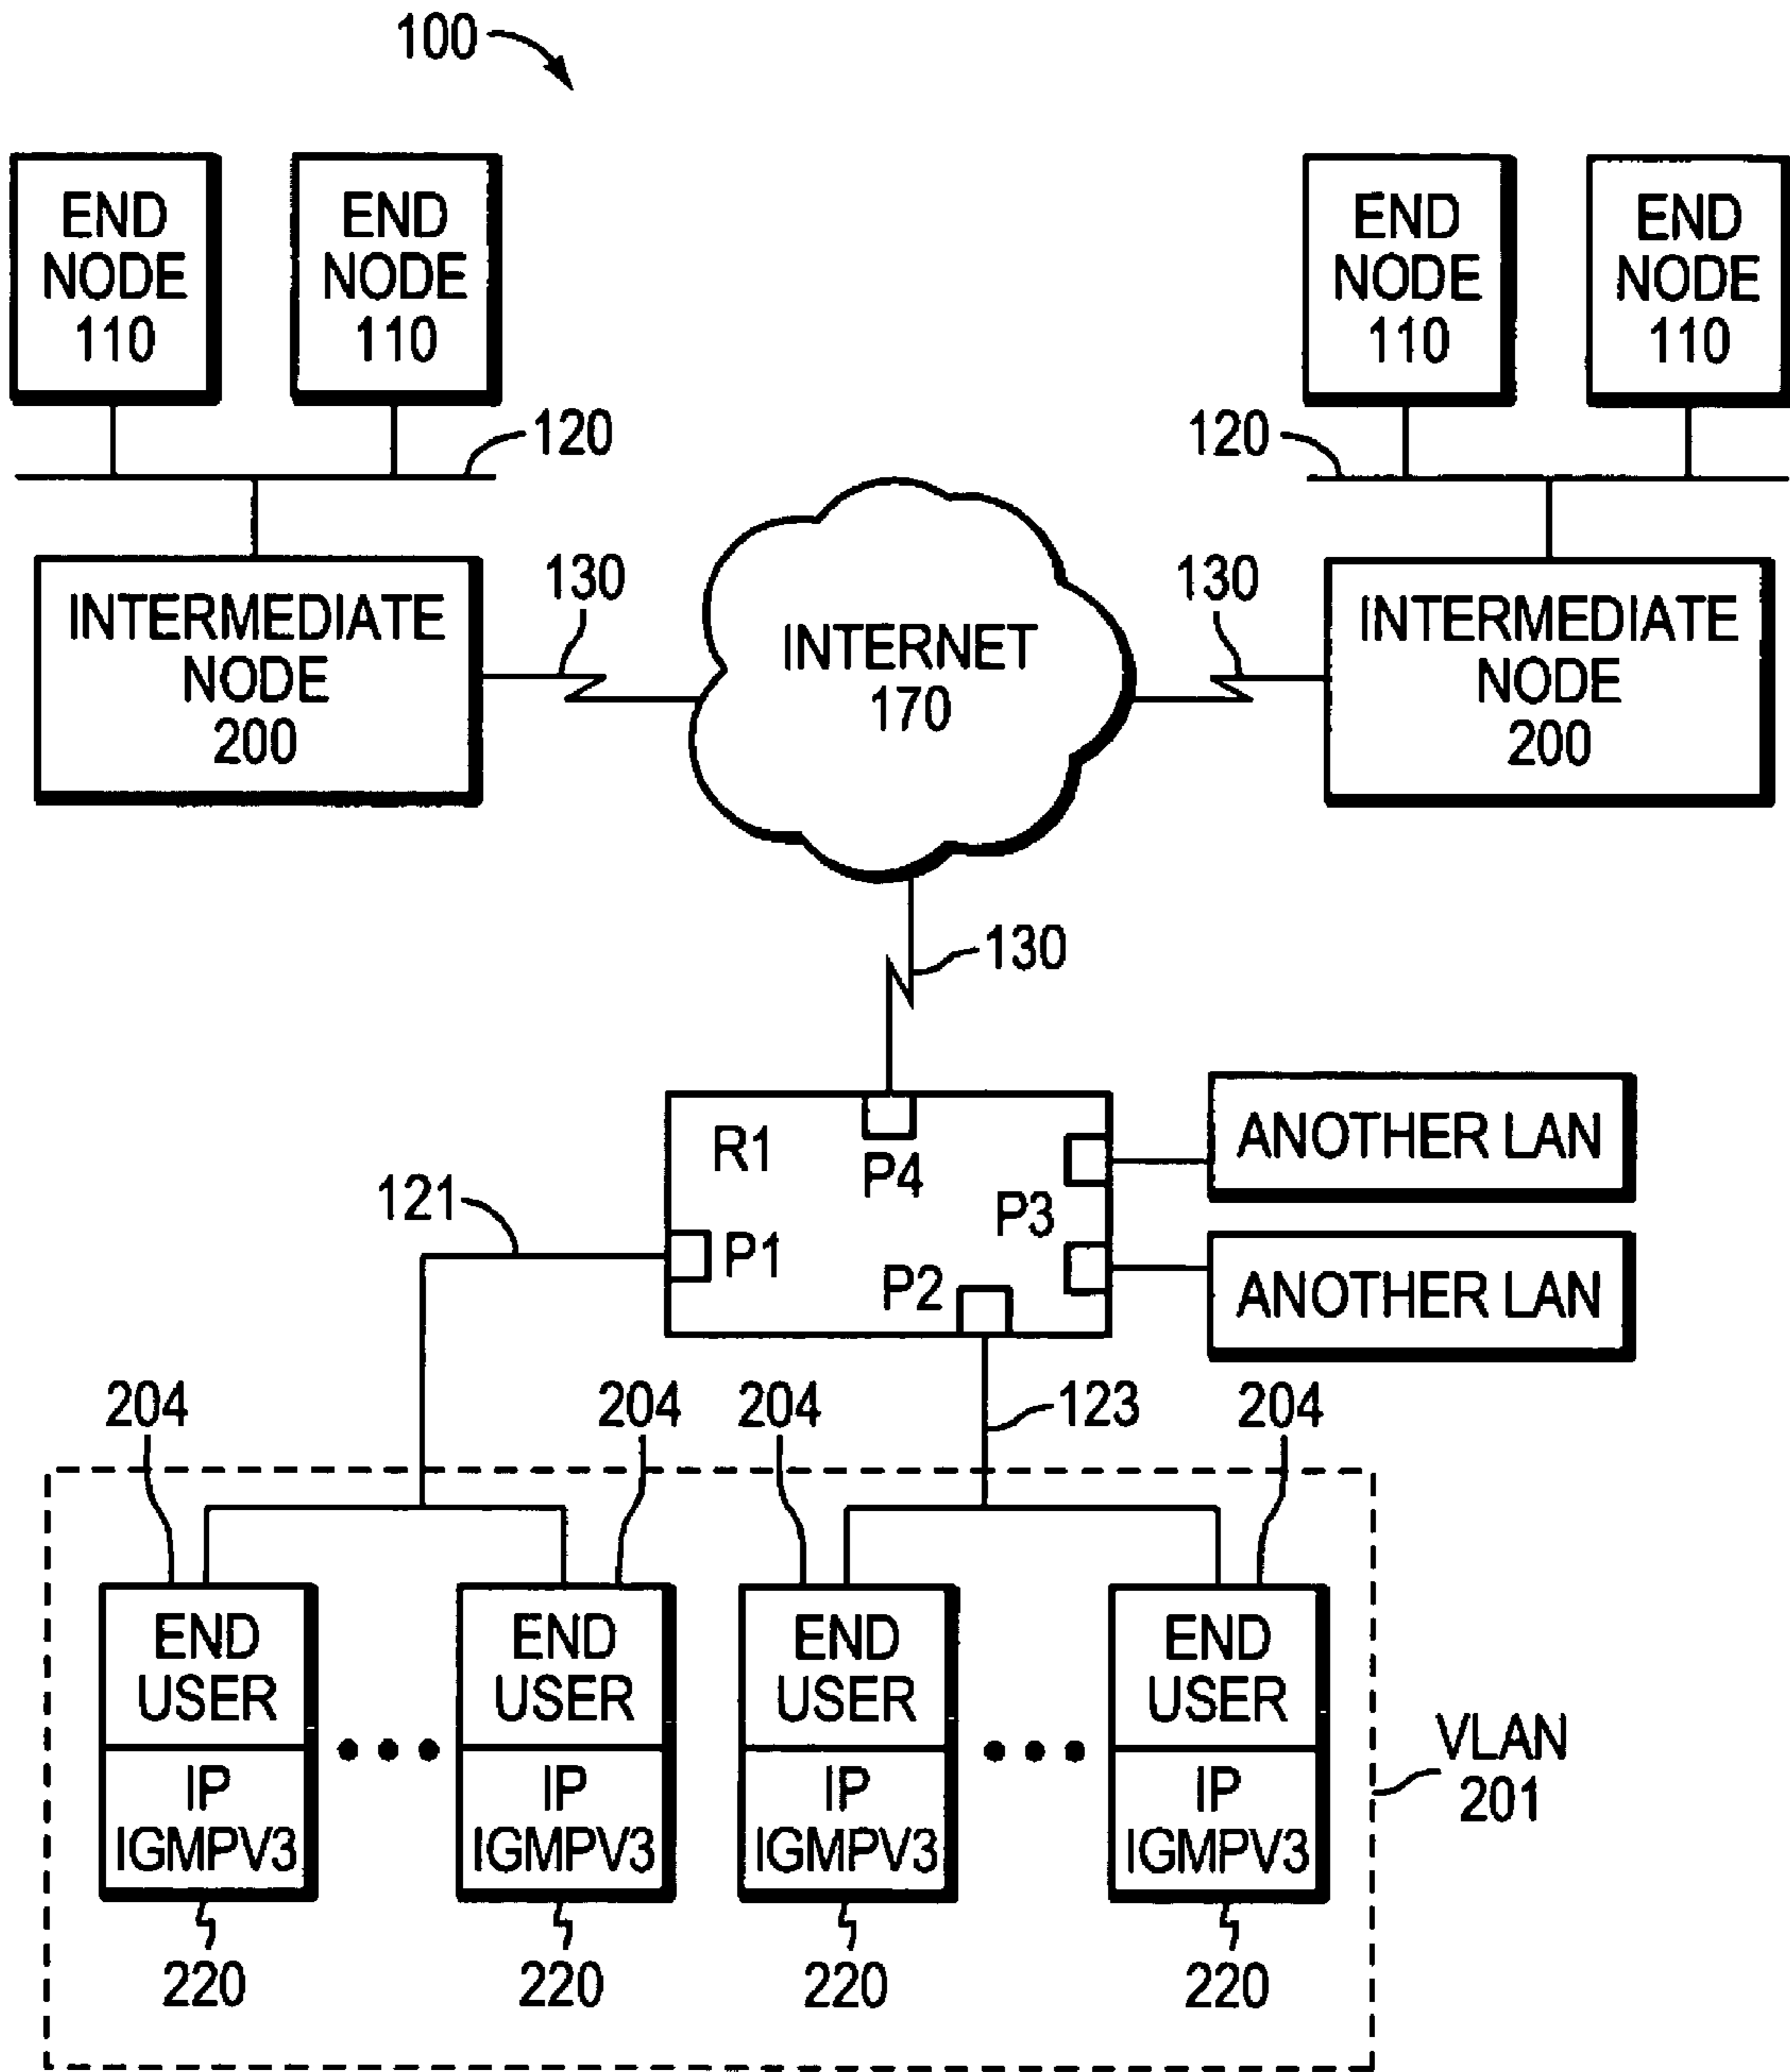 100
END
NODE
110
END
NODE
110
END
NODE
110
END
NODE
110
120
120
INTERMEDIATE
NODE
200
130
INTERNET
170
130
INTERMEDIATE
NODE
200
130
R1
P4
P3
P1
P2
ANOTHER LAN
ANOTHER LAN
121
123
204
204
204
204
END
USER
IP
IGMPV3
END
USER
IP
IGMPV3
END
USER
IP
IGMPV3
END
USER
IP
IGMPV3
VLAN
201
220
220
220
220